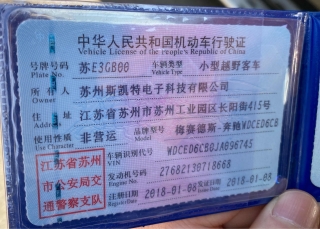 中华人民共和国机动车行驶证
Vehicle License of the People's Republic of China
号牌号码 苏E3GB00 车辆类型 小型越野客车
Plate No. Vehicle Type
所有人 苏州斯凯特电子科技有限公司
Owner
住址 江苏省苏州市苏州工业园区长阳街415号
Address
使用性质 非营运 品牌型号 梅赛德斯-奔驰WDCED6CB
Use Character Model
江苏省苏州市公安局交通警察支队
车辆识别代号 WDCED6CB0JA096745
VIN
发动机号码 27682130718668
Engine No.
注册日期 2018-01-08 发证日期 2018-01-08
Register Date Issue Date